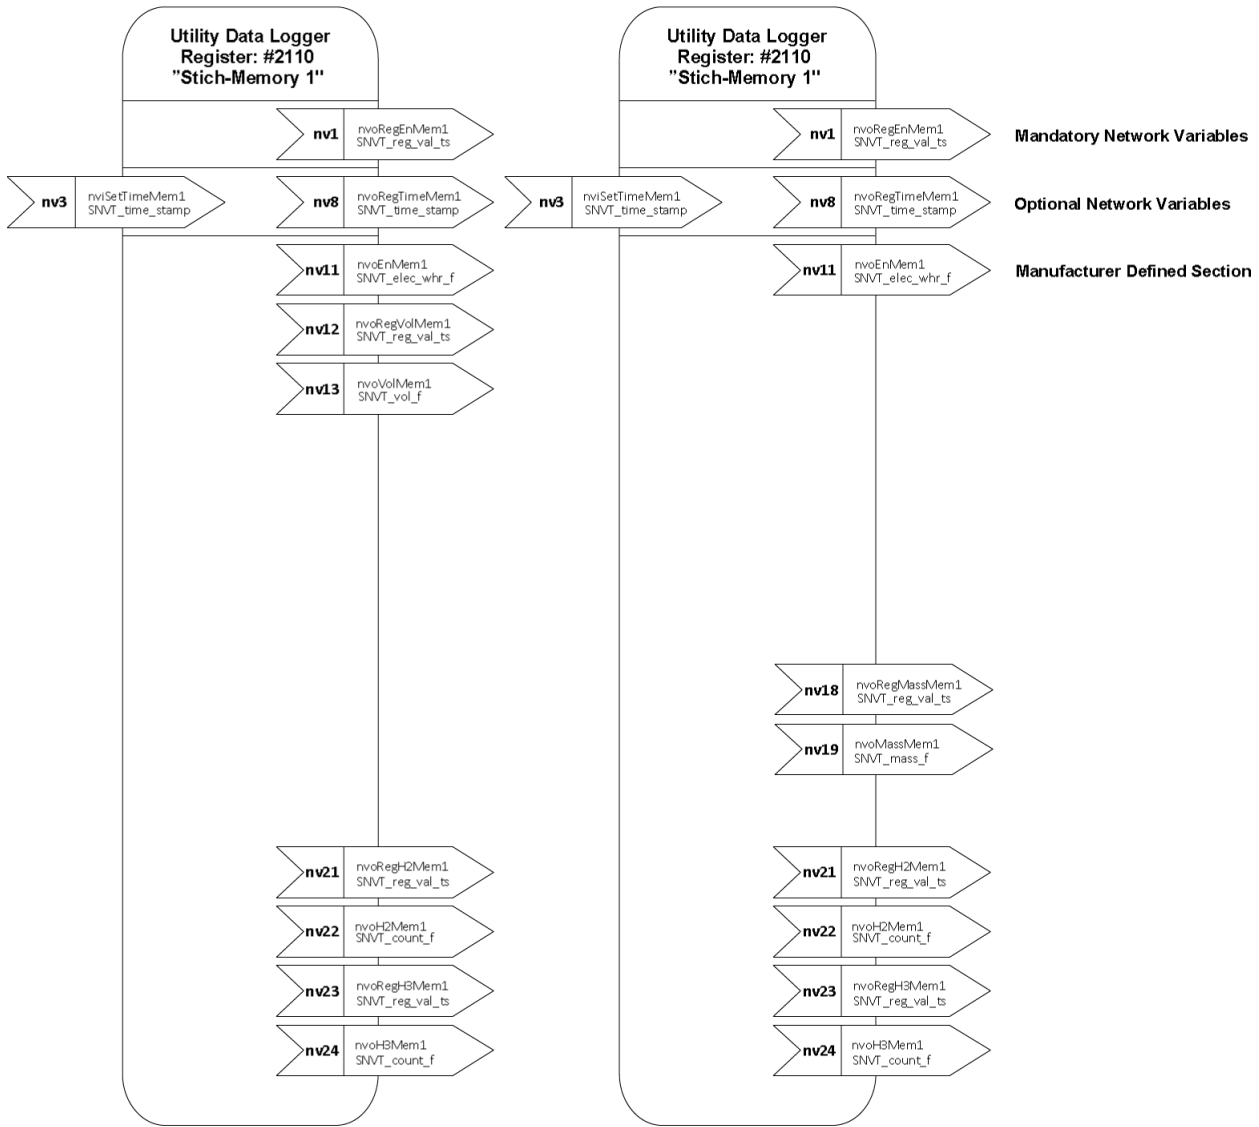 Utility Data Logger
Register: #2110
"Stich-Memory 1"
nv1
nvoRegEnMem1
SNVT_reg_val_ts
nv3
nviSetTimeMem1
SNVT_time_stamp
nv8
nvoRegTimeMem1
SNVT_time_stamp
nv11
nvoEnMem1
SNVT_elec_whr_f
nv12
nvoRegVolMem1
SNVT_reg_val_ts
nv13
nvoVolMem1
SNVT_vol_f
nv21
nvoRegH2Mem1
SNVT_reg_val_ts
nv22
nvoH2Mem1
SNVT_count_f
nv23
nvoRegH3Mem1
SNVT_reg_val_ts
nv24
nvoH3Mem1
SNVT_count_f
Utility Data Logger
Register: #2110
"Stich-Memory 1"
nv1
nvoRegEnMem1
SNVT_reg_val_ts
Mandatory Network Variables
nv3
nviSetTimeMem1
SNVT_time_stamp
nv8
nvoRegTimeMem1
SNVT_time_stamp
Optional Network Variables
nv11
nvoEnMem1
SNVT_elec_whr_f
Manufacturer Defined Section
nv18
nvoRegMassMem1
SNVT_reg_val_ts
nv19
nvoMassMem1
SNVT_mass_f
nv21
nvoRegH2Mem1
SNVT_reg_val_ts
nv22
nvoH2Mem1
SNVT_count_f
nv23
nvoRegH3Mem1
SNVT_reg_val_ts
nv24
nvoH3Mem1
SNVT_count_f